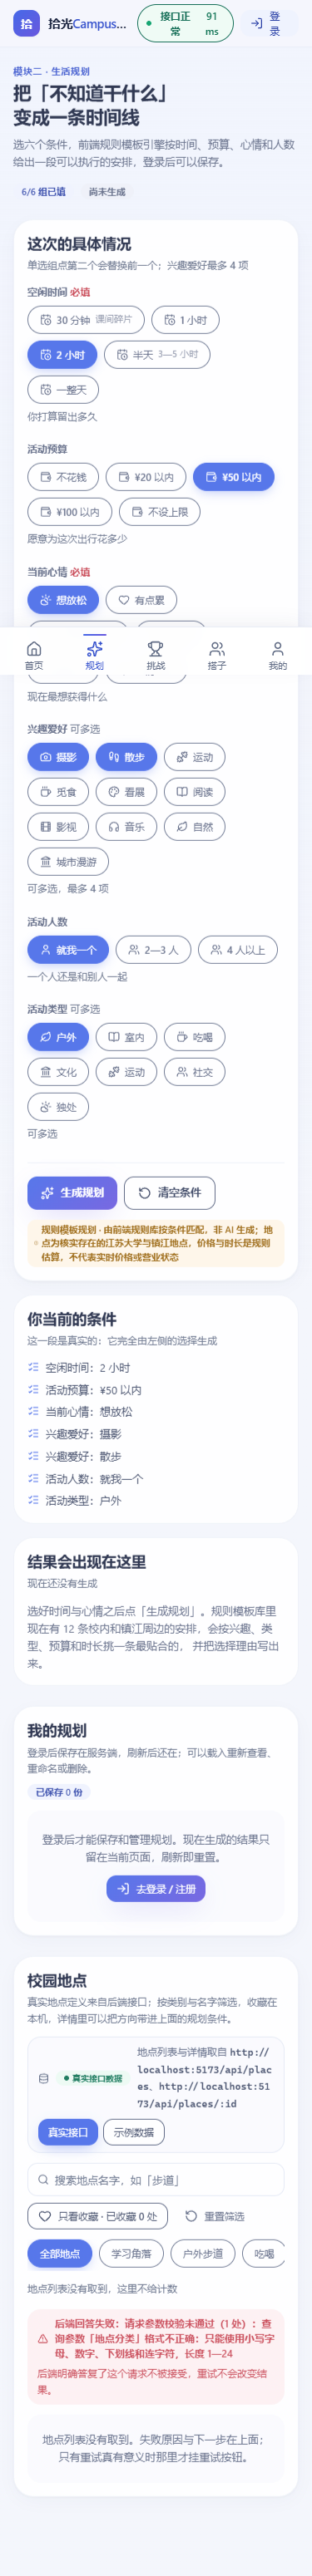 拾
拾光Campus...
接口正常
91 ms
登录
模块二 · 生活规划
把「不知道干什么」
变成一条时间线
选六个条件，前端规则模板引擎按时间、预算、心情和人数
给出一段可以执行的安排，登录后可以保存。
6/6 组已填
尚未生成
这次的具体情况
单选组点第二个会替换前一个；兴趣爱好最多 4 项
空闲时间 必填
30 分钟 课间碎片
1 小时
2 小时
半天 3—5 小时
一整天
你打算留出多久
活动预算
不花钱
¥20 以内
¥50 以内
¥100 以内
不设上限
愿意为这次出行花多少
当前心情 必填
想放松
有点累
首页
规划
挑战
搭子
我的
现在最想获得什么
兴趣爱好 可多选
摄影
散步
运动
觅食
看展
阅读
影视
音乐
自然
城市漫游
可多选，最多 4 项
活动人数
就我一个
2—3 人
4 人以上
一个人还是和别人一起
活动类型 可多选
户外
室内
吃喝
文化
运动
社交
独处
可多选
生成规划
清空条件
规则模板规划 · 由前端规则库按条件匹配，非 AI 生成；地
点为核实存在的江苏大学与镇江地点，价格与时长是规则
估算，不代表实时价格或营业状态
你当前的条件
这一段是真实的：它完全由左侧的选择生成
空闲时间：2 小时
活动预算：¥50 以内
当前心情：想放松
兴趣爱好：摄影
兴趣爱好：散步
活动人数：就我一个
活动类型：户外
结果会出现在这里
现在还没有生成
选好时间与心情之后点「生成规划」。规则模板库里
现在有 12 条校内和镇江周边的安排，会按兴趣、类
型、预算和时长挑一条最贴合的， 并把选择理由写出
来。
我的规划
登录后保存在服务端，刷新后还在；可以载入重新查看、
重命名或删除。
已保存 0 份
登录后才能保存和管理规划。现在生成的结果只
留在当前页面，刷新即重置。
去登录 / 注册
校园地点
真实地点定义来自后端接口；按类别与名字筛选，收藏在
本机，详情里可以把方向带进上面的规划条件。
真实接口数据
地点列表与详情取自 http://
localhost:5173/api/plac
es、http://localhost:51
73/api/places/:id
真实接口
示例数据
搜索地点名字，如「步道」
只看收藏 · 已收藏 0 处
重置筛选
全部地点
学习角落
户外步道
吃喝
地点列表没有取到，这里不给计数
后端回答失败：请求参数校验未通过（1 处）：查
询参数「地点分类」格式不正确：只能使用小写字
母、数字、下划线和连字符，长度 1—24
后端明确答复了这个请求不被接受，重试不会改变结
果。
地点列表没有取到。失败原因与下一步在上面；
只有重试真有意义时那里才挂重试按钮。